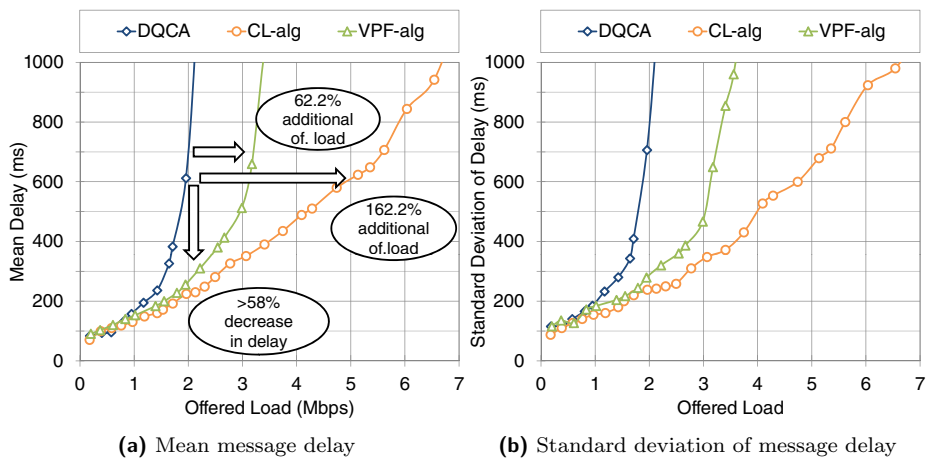 DQCA CL-alg VPF-alg
1000
800
600
400
200
0
Mean Delay (ms)
62.2%
additional
of. load
162.2%
additional
of.load
>58%
decrease
in delay
0 1 2 3 4 5 6 7
Offered Load (Mbps)
(a) Mean message delay
DQCA CL-alg VPF-alg
1000
800
600
400
200
0
Standard Deviation of Delay (ms)
0 1 2 3 4 5 6 7
Offered Load
(b) Standard deviation of message delay